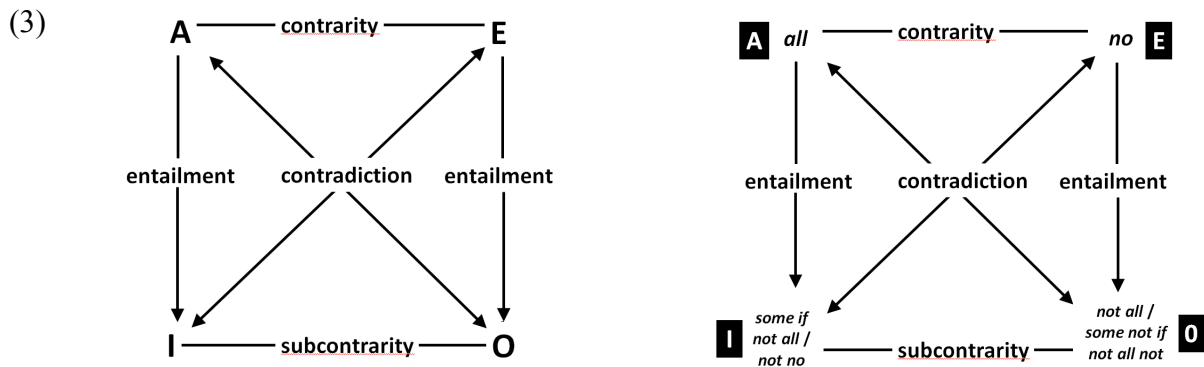 (3)
A contrarity E
entailment contradiction entailment
I subcontrarity O
A all contrarity no E
entailment contradiction entailment
I some if
not all /
not no
subcontrarity
not all /
some not if
not all not
0